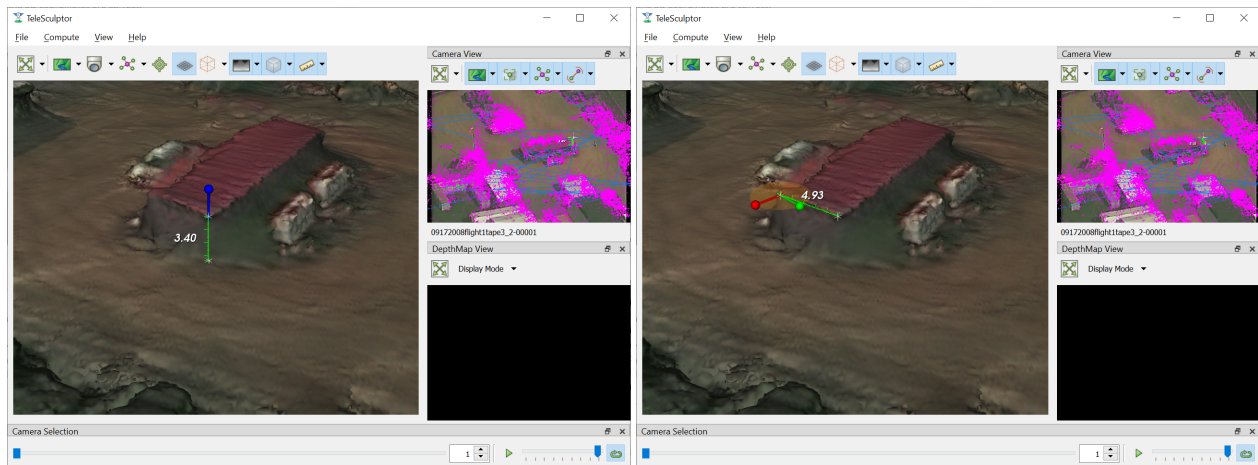 TeleSculptor
File Compute View Help
Camera View
3.40
09172008flight1tape3_2-00001
DepthMap View
Display Mode
Camera Selection
1
TeleSculptor
File Compute View Help
Camera View
4.93
09172008flight1tape3_2-00001
DepthMap View
Display Mode
Camera Selection
1